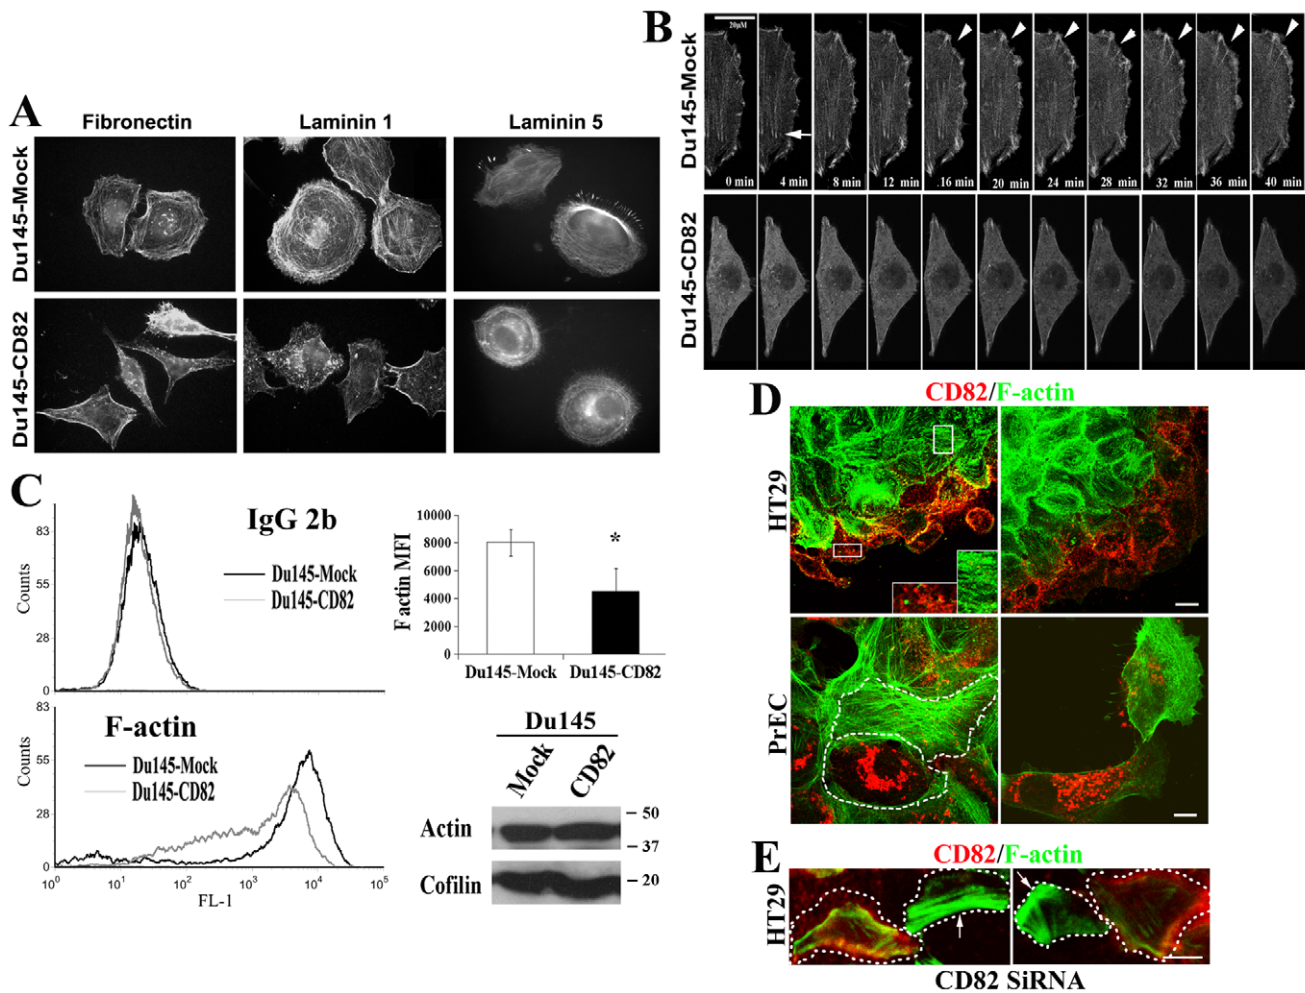 A
Fibronectin
Laminin 1
Laminin 5
Du145-Mock
Du145-CD82
B
20µM
Du145-Mock
0 min
4 min
8 min
12 min
16 min
20 min
24 min
28 min
32 min
36 min
40 min
Du145-CD82
C
IgG 2b
Du145-Mock
Du145-CD82
Counts
83
55
28
0
F-actin
Du145-Mock
Du145-CD82
Counts
83
55
28
0
10⁰
10¹
10²
10³
10⁴
10⁵
FL-1
F actin MFI
10000
8000
6000
4000
2000
0
*
Du145-Mock
Du145-CD82
Du145
Mock
CD82
Actin
Cofilin
50
37
20
D
CD82/F-actin
HT29
PrEC
E
CD82/F-actin
HT29
CD82 SiRNA